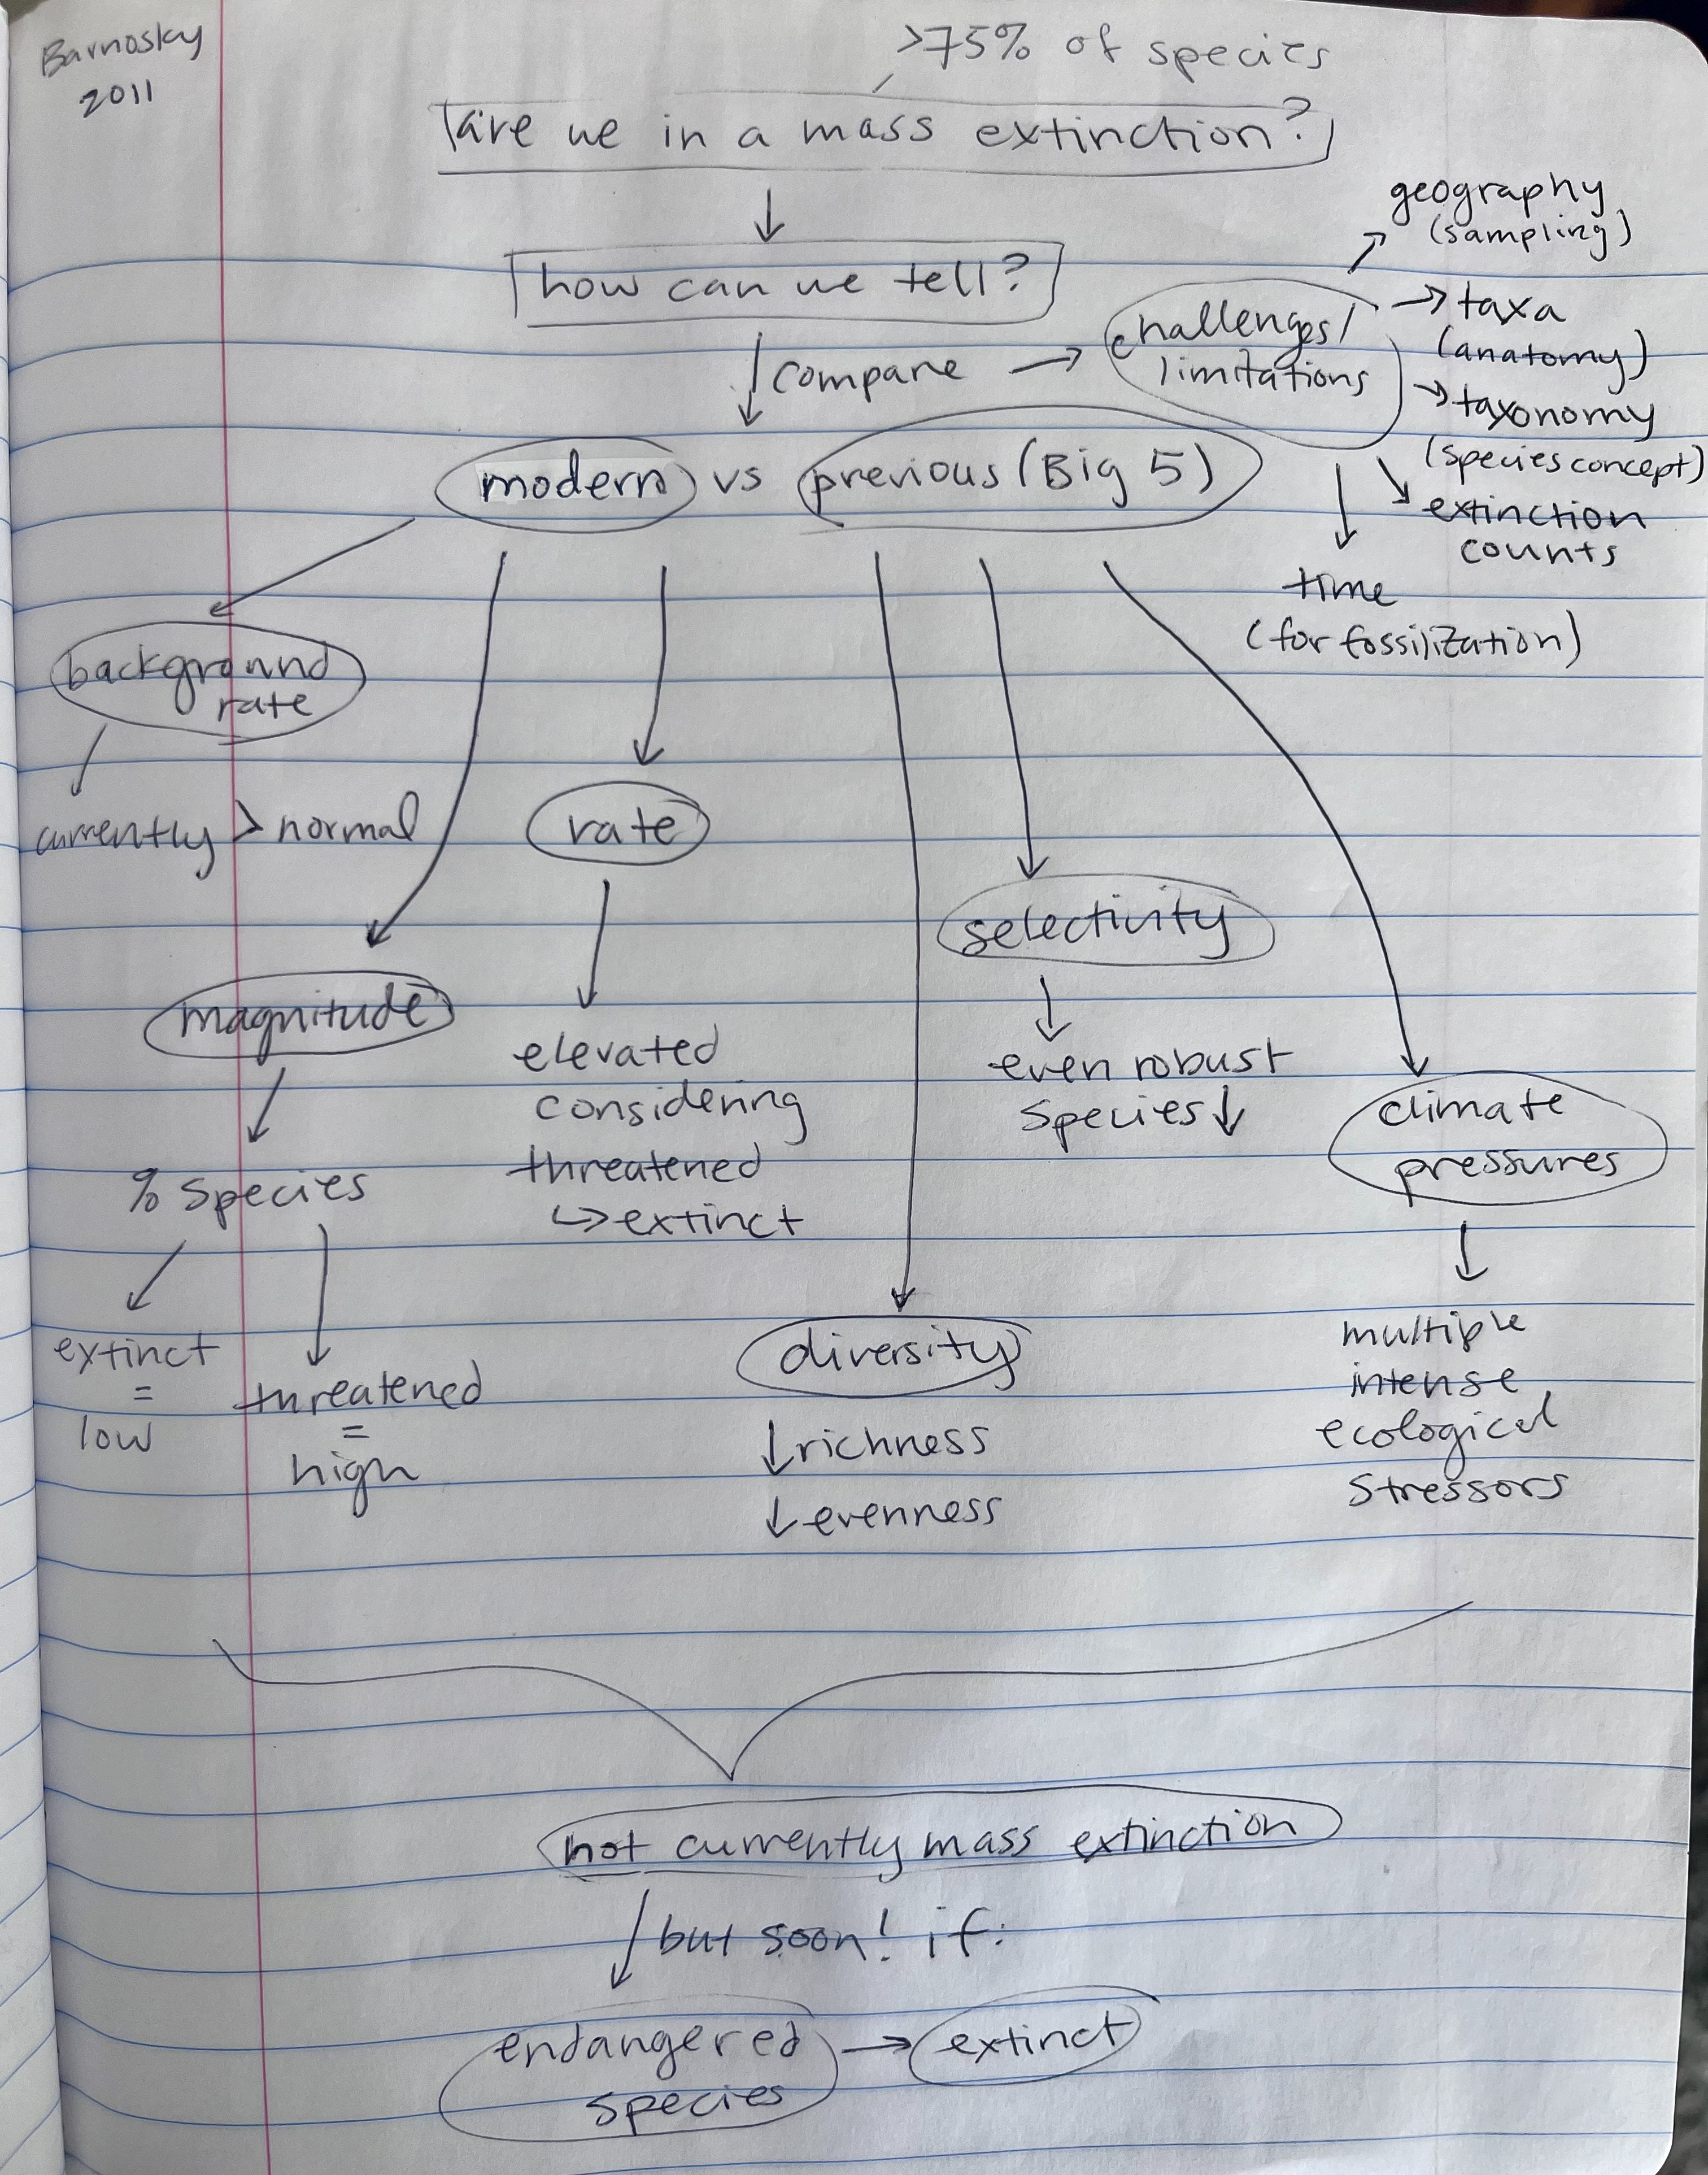 Barnosky
2011
>75% of species
are we in a mass extinction?
how can we tell?
compare
challenges/
limitations
geography
(sampling)
taxa
(anatomy)
taxonomy
(species concept)
extinction
counts
time
(for fossilization)
modern vs previous (Big 5)
background
rate
currently > normal
magnitude
% species
extinct
=
low
threatened
=
high
rate
elevated
considering
threatened
↳ extinct
diversity
↓ richness
↓ evenness
selectivity
even robust
species ↓
climate
pressures
multiple
intense
ecological
stressors
not currently mass extinction
but soon! if:
endangered
species → extinct